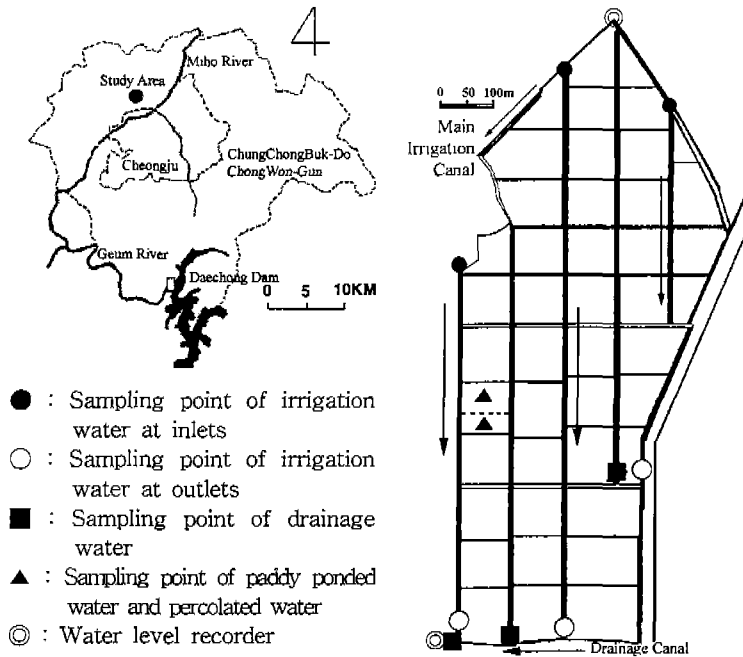 4
Miho River
Study Area
Cheongju
ChungChongBuk-Do
ChongWon-Gun
Geum River
Daechong Dam
0 5 10KM
● : Sampling point of irrigation
water at inlets
○ : Sampling point of irrigation
water at outlets
■ : Sampling point of drainage
water
▲ : Sampling point of paddy ponded
water and percolated water
◎ : Water level recorder
0 50 100m
Main
Irrigation
Canal
Drainage Canal